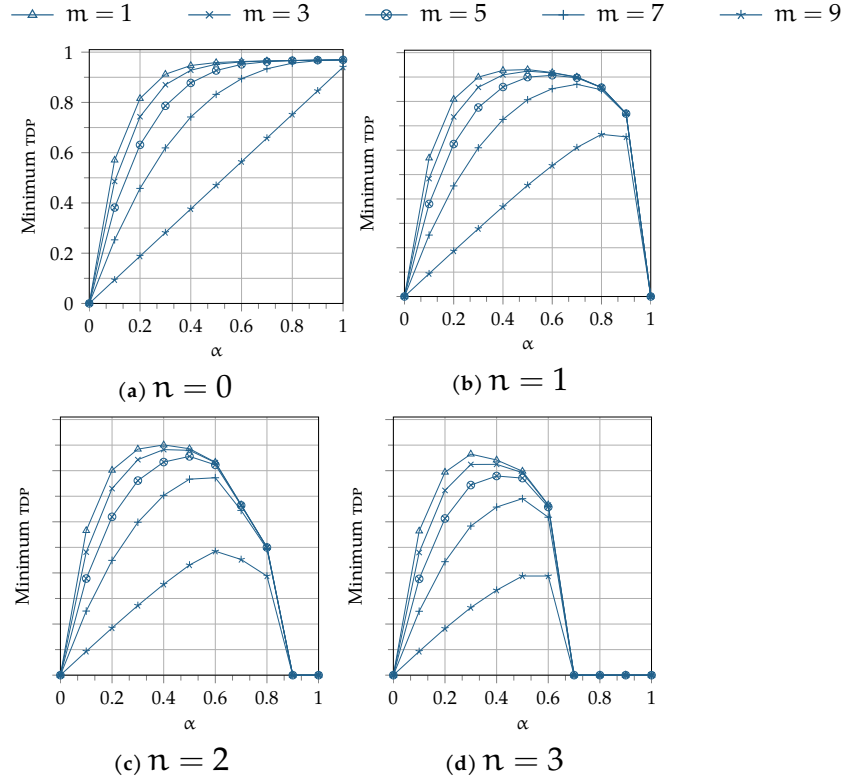 m = 1 m = 3 m = 5 m = 7 m = 9
1
0.8
0.6
0.4
0.2
0
Minimum TDP
0 0.2 0.4 0.6 0.8 1
α
(a) n = 0
Minimum TDP
0 0.2 0.4 0.6 0.8 1
α
(b) n = 1
Minimum TDP
0 0.2 0.4 0.6 0.8 1
α
(c) n = 2
Minimum TDP
0 0.2 0.4 0.6 0.8 1
α
(d) n = 3